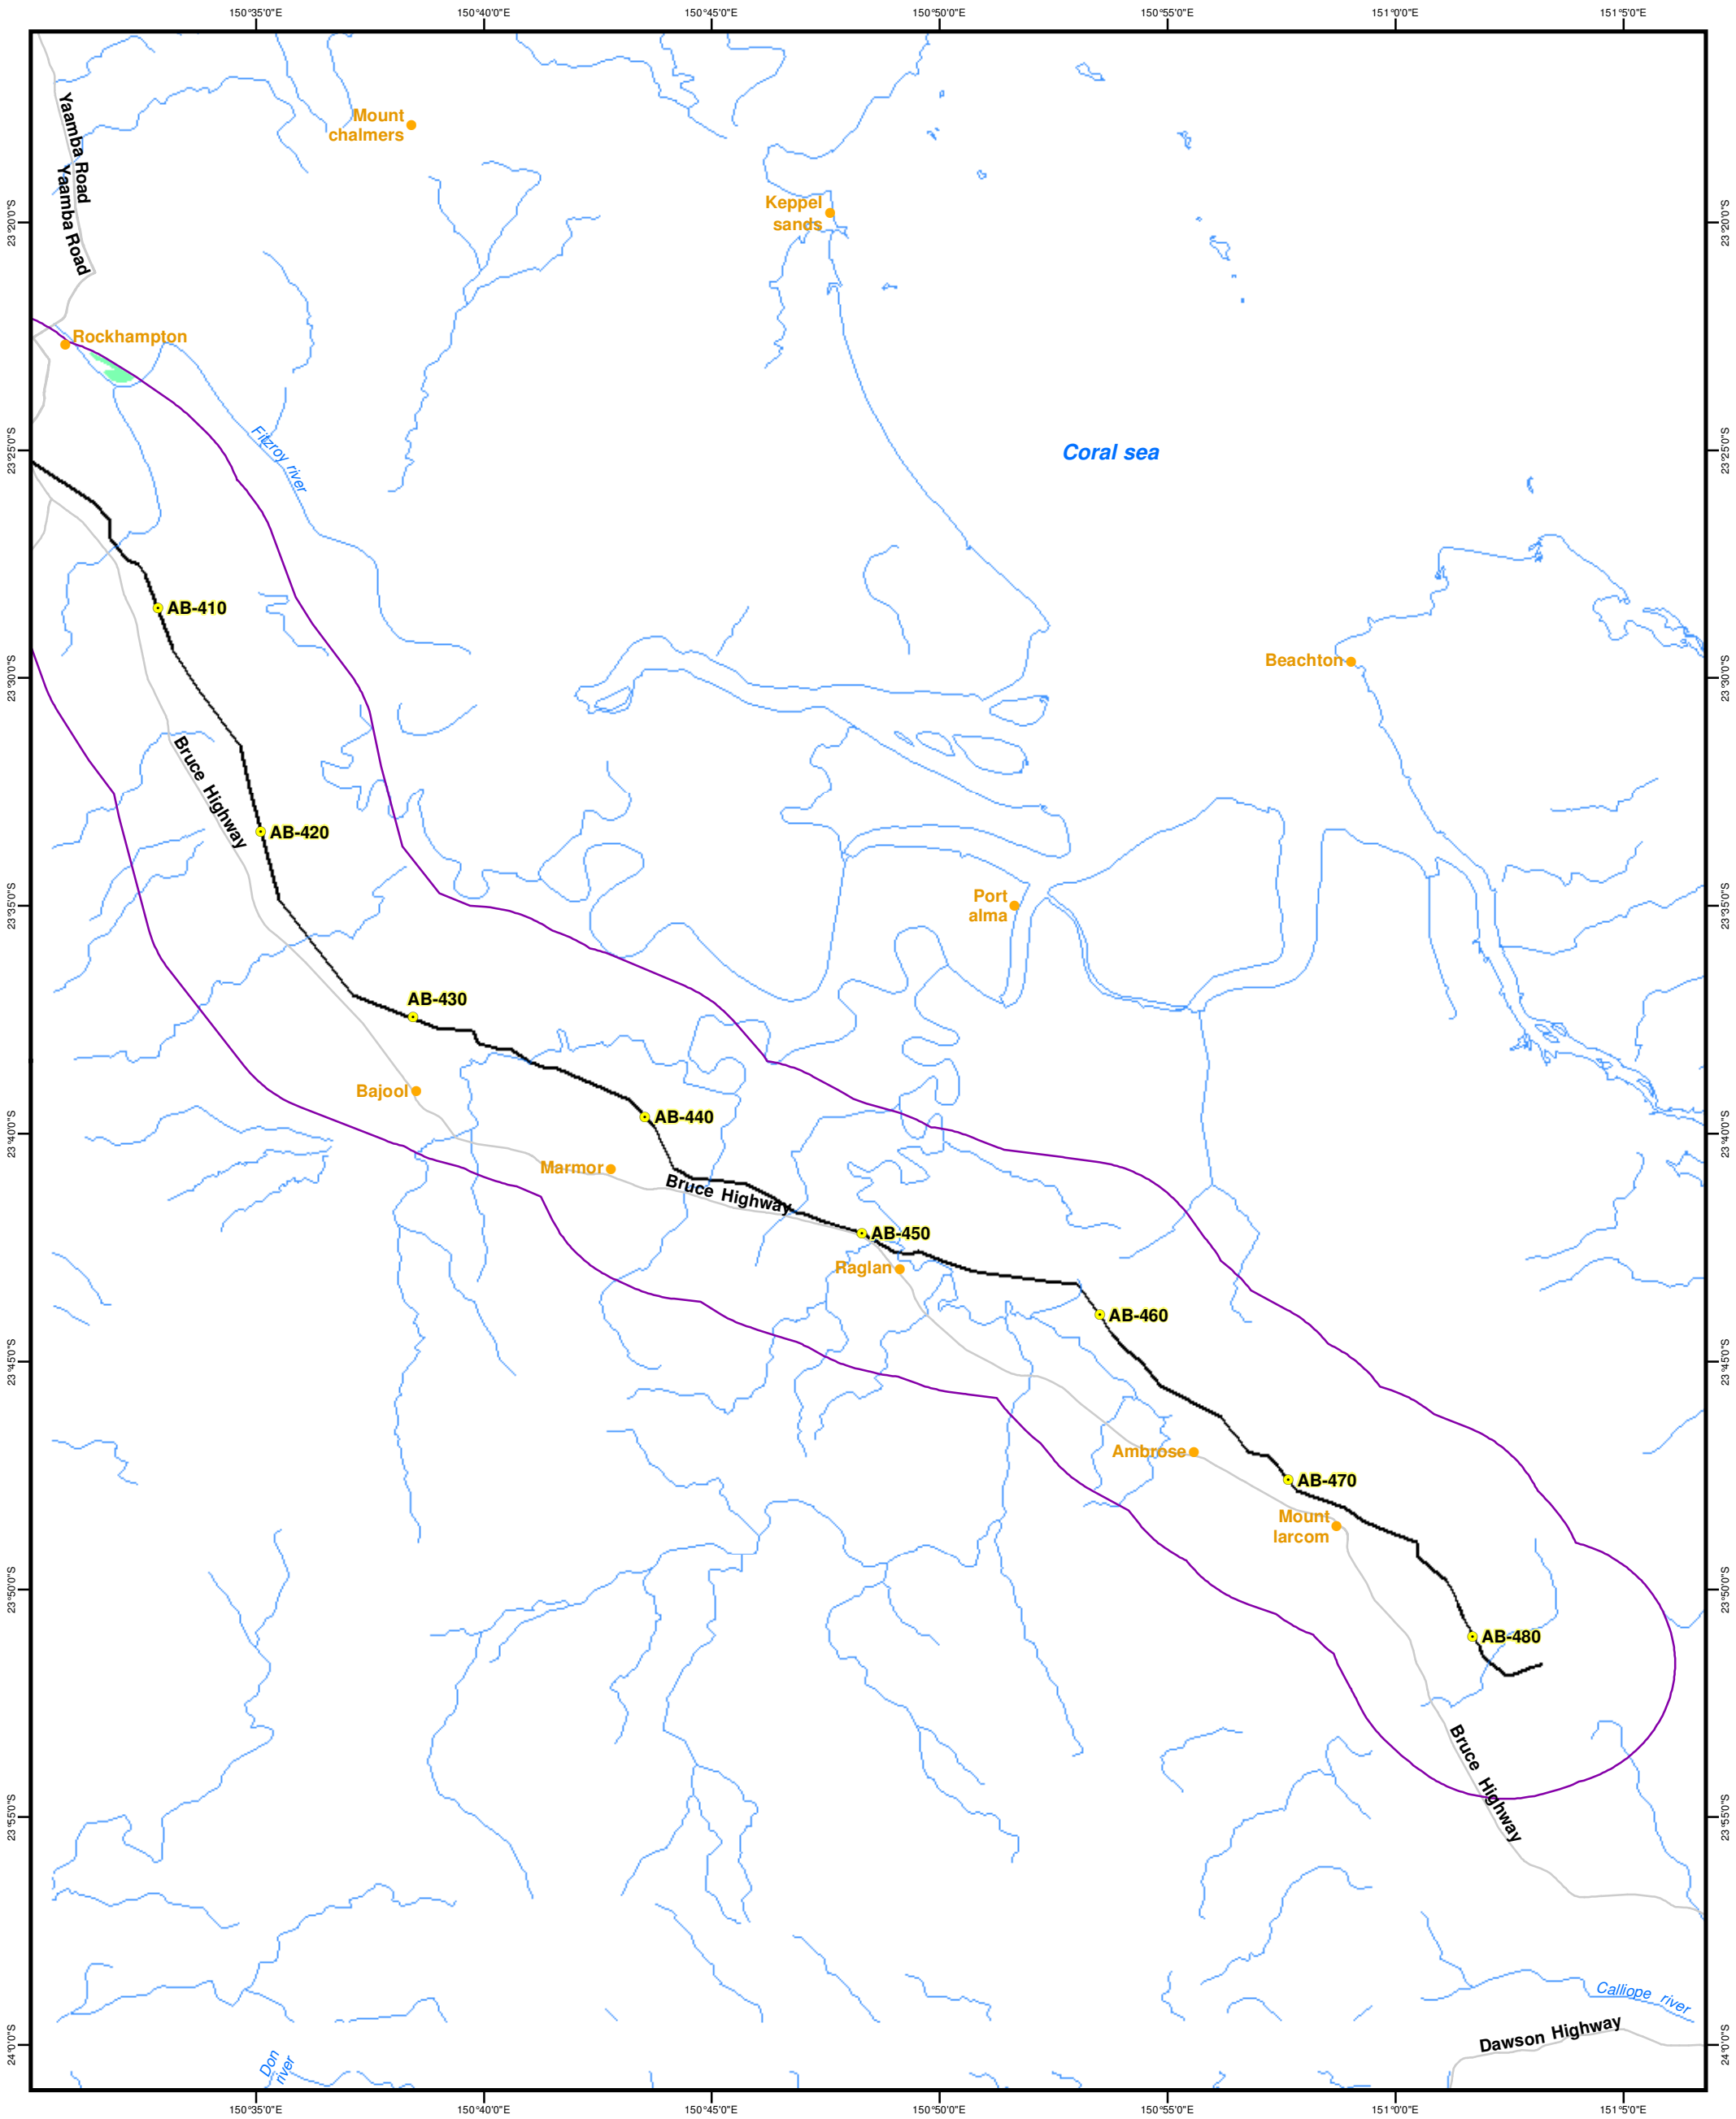 150°35'0"E
150°40'0"E
150°45'0"E
150°50'0"E
150°55'0"E
151°0'0"E
151°5'0"E
Yaamba Road
Yaamba Road
Mount
chalmers
Keppel
sands
23°20'0"S
23°20'0"S
Rockhampton
Fitzroy river
Coral sea
23°25'0"S
23°25'0"S
AB-410
Beachton
23°30'0"S
23°30'0"S
Bruce Highway
AB-420
Port
alma
23°35'0"S
23°35'0"S
AB-430
Bajool
AB-440
23°40'0"S
23°40'0"S
Marmor
Bruce Highway
AB-450
Raglan
AB-460
23°45'0"S
23°45'0"S
Ambrose
AB-470
Mount
larcom
23°50'0"S
23°50'0"S
AB-480
Bruce Highway
23°55'0"S
23°55'0"S
Calliope river
Dawson Highway
24°0'0"S
24°0'0"S
Don
river
150°35'0"E
150°40'0"E
150°45'0"E
150°50'0"E
150°55'0"E
151°0'0"E
151°5'0"E